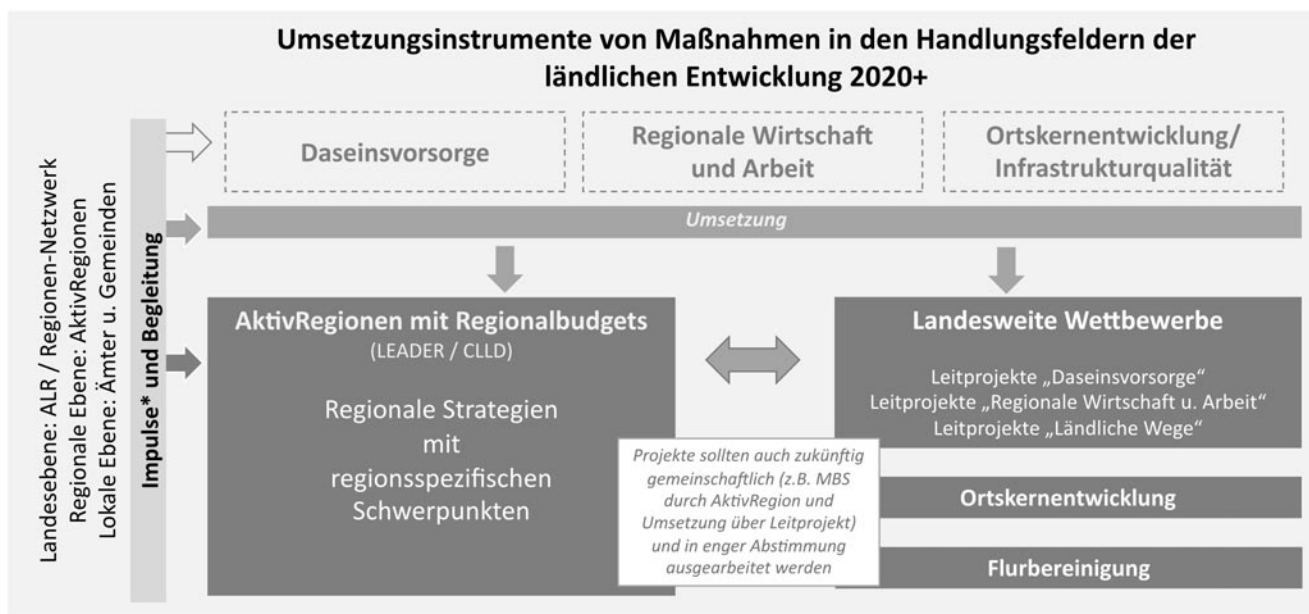 Umsetzungsinstrumente von Maßnahmen in den Handlungsfeldern der
ländlichen Entwicklung 2020+
Landesebene: ALR / Regionen-Netzwerk
Regionale Ebene: AktivRegionen
Lokale Ebene: Ämter u. Gemeinden
Impulse* und Begleitung
Daseinsvorsorge
Regionale Wirtschaft
und Arbeit
Ortskernentwicklung/
Infrastrukturqualität
Umsetzung
AktivRegionen mit Regionalbudgets
(LEADER / CLLD)
Regionale Strategien
mit
regionsspezifischen
Schwerpunkten
Landesweite Wettbewerbe
Leitprojekte „Daseinsvorsorge“
Leitprojekte „Regionale Wirtschaft u. Arbeit“
Leitprojekte „Ländliche Wege“
Projekte sollten auch zukünftig
gemeinschaftlich (z.B. MBS
durch AktivRegion und
Umsetzung über Leitprojekt)
und in enger Abstimmung
ausgearbeitet werden
Ortskernentwicklung
Flurbereinigung